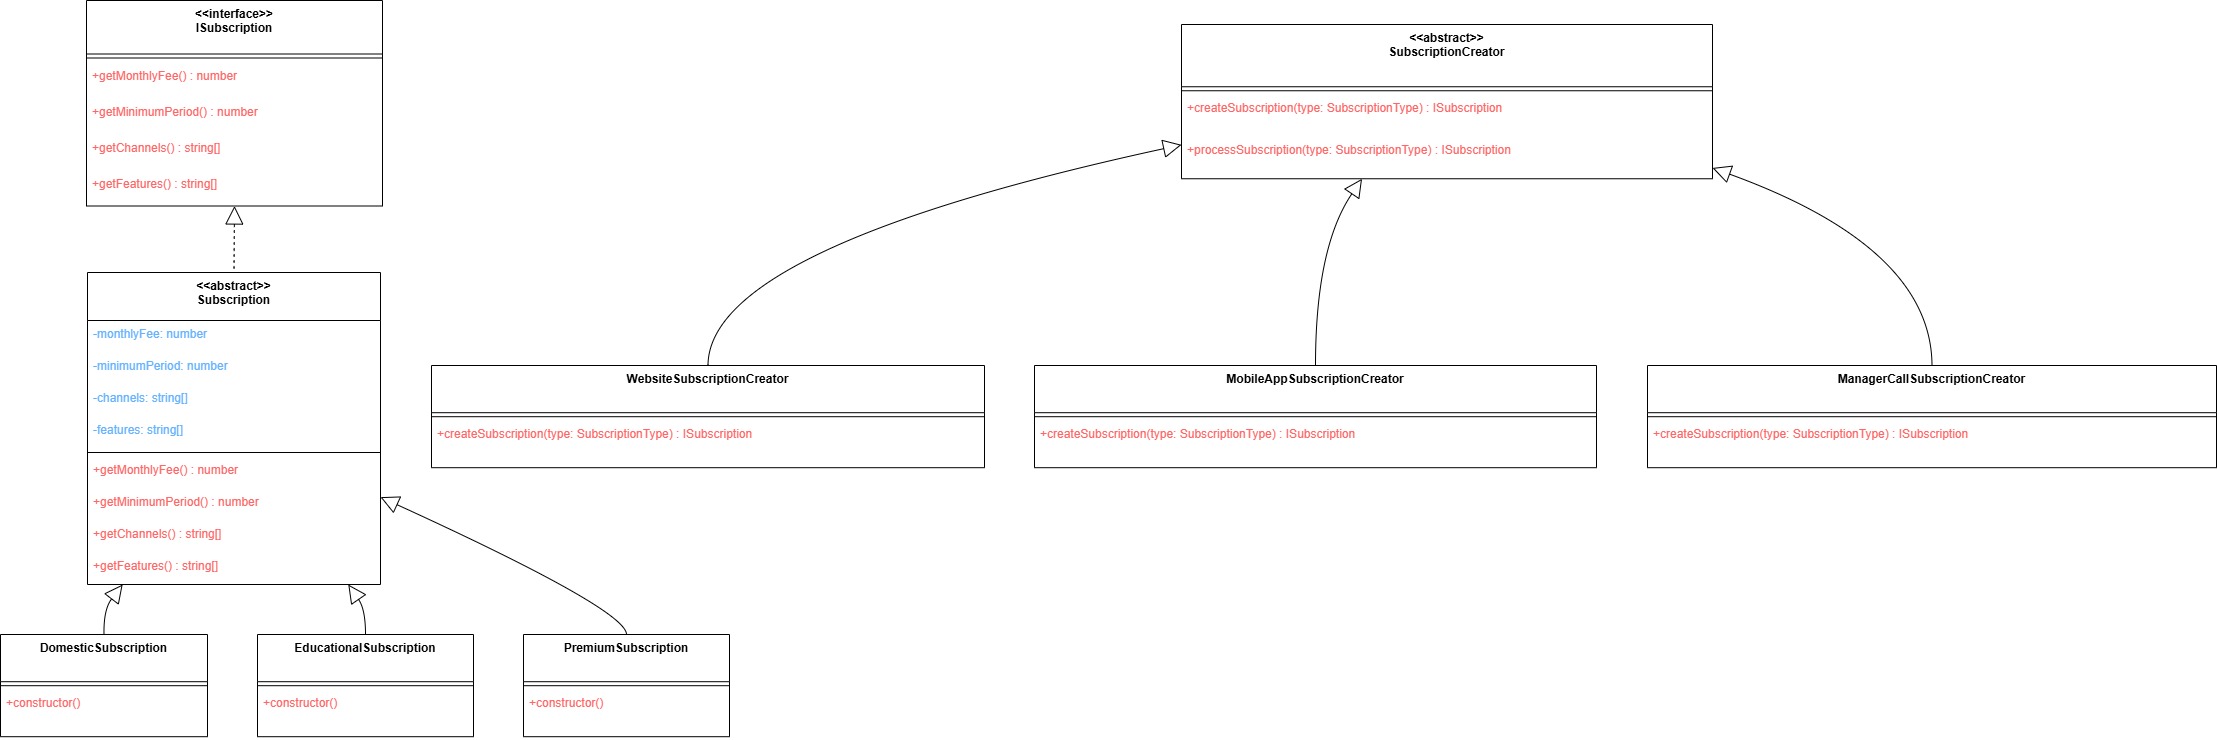 <<interface>>
ISubscription
+getMonthlyFee() : number
+getMinimumPeriod() : number
+getChannels() : string[]
+getFeatures() : string[]
<<abstract>>
Subscription
-monthlyFee: number
-minimumPeriod: number
-channels: string[]
-features: string[]
+getMonthlyFee() : number
+getMinimumPeriod() : number
+getChannels() : string[]
+getFeatures() : string[]
DomesticSubscription
+constructor()
EducationalSubscription
+constructor()
PremiumSubscription
+constructor()
<<abstract>>
SubscriptionCreator
+createSubscription(type: SubscriptionType) : ISubscription
+processSubscription(type: SubscriptionType) : ISubscription
WebsiteSubscriptionCreator
+createSubscription(type: SubscriptionType) : ISubscription
MobileAppSubscriptionCreator
+createSubscription(type: SubscriptionType) : ISubscription
ManagerCallSubscriptionCreator
+createSubscription(type: SubscriptionType) : ISubscription